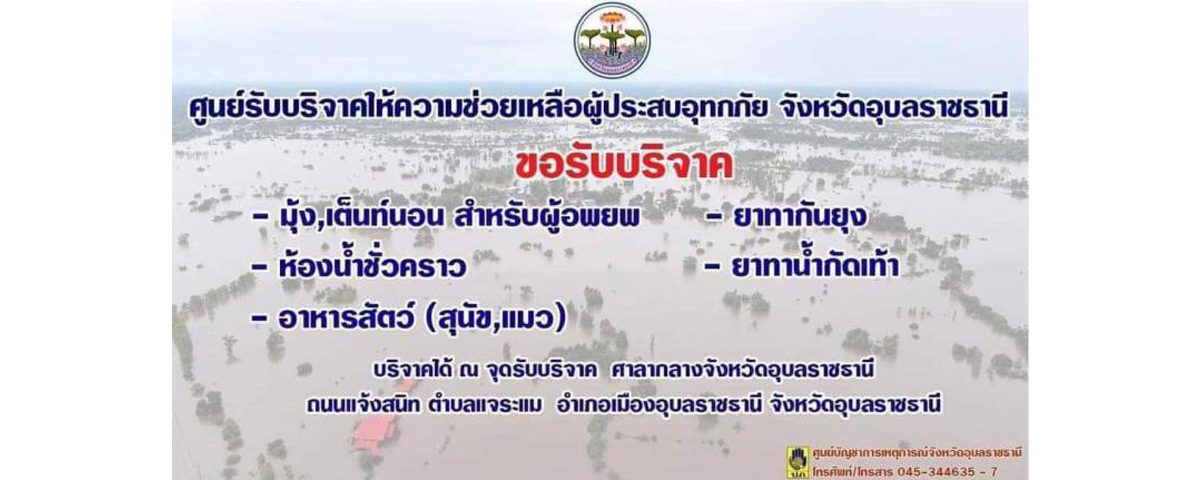 ศูนย์รับบริจาคให้ความช่วยเหลือผู้ประสบอุทกภัย จังหวัดอุบลราชธานี
ขอรับบริจาค
- มุ้ง,เต็นท์นอน สำหรับผู้อพยพ
- ยาทากันยุง
- ห้องน้ำชั่วคราว
- ยาทาน้ำกัดเท้า
- อาหารสัตว์ (สุนัข,แมว)
บริจาคได้ ณ จุดรับบริจาค ศาลากลางจังหวัดอุบลราชธานี
ถนนแจ้งสนิท ตำบลแจระแม อำเภอเมืองอุบลราชธานี จังหวัดอุบลราชธานี
ศูนย์บัญชาการเหตุการณ์จังหวัดอุบลราชธานี
โทรศัพท์/โทรสาร 045-344635 - 7